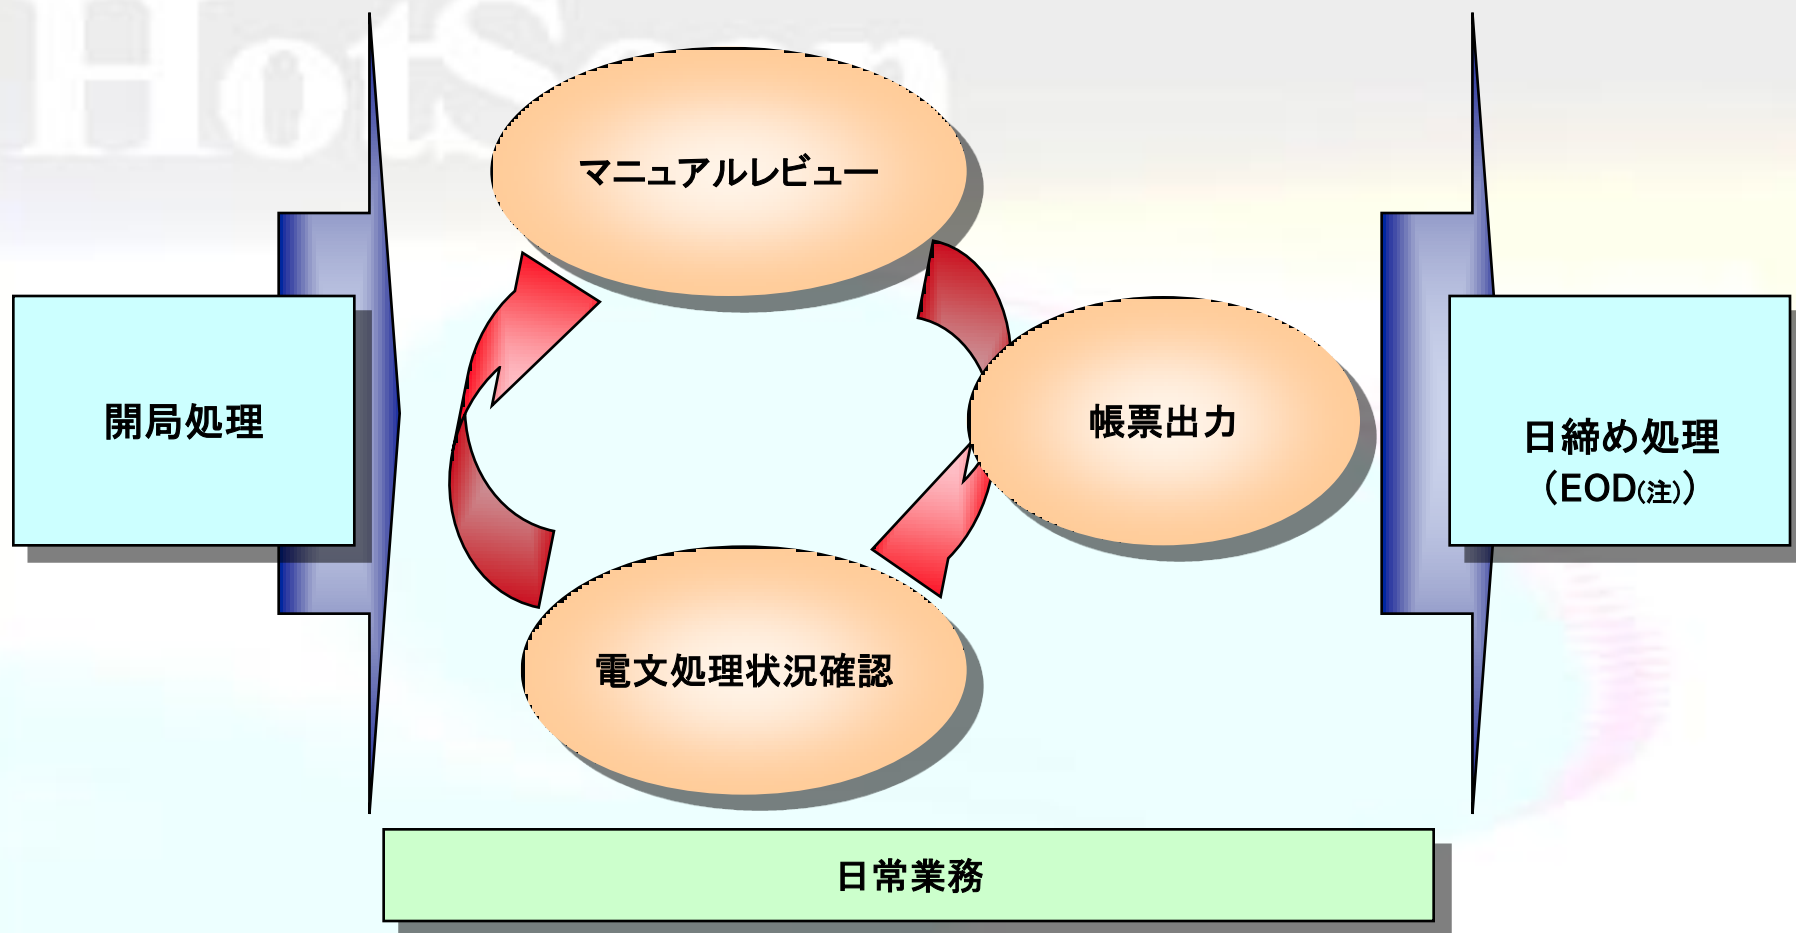 HotScan
マニュアルレビュー
開局処理
帳票出力
日締め処理
（EOD(注)）
電文処理状況確認
日常業務